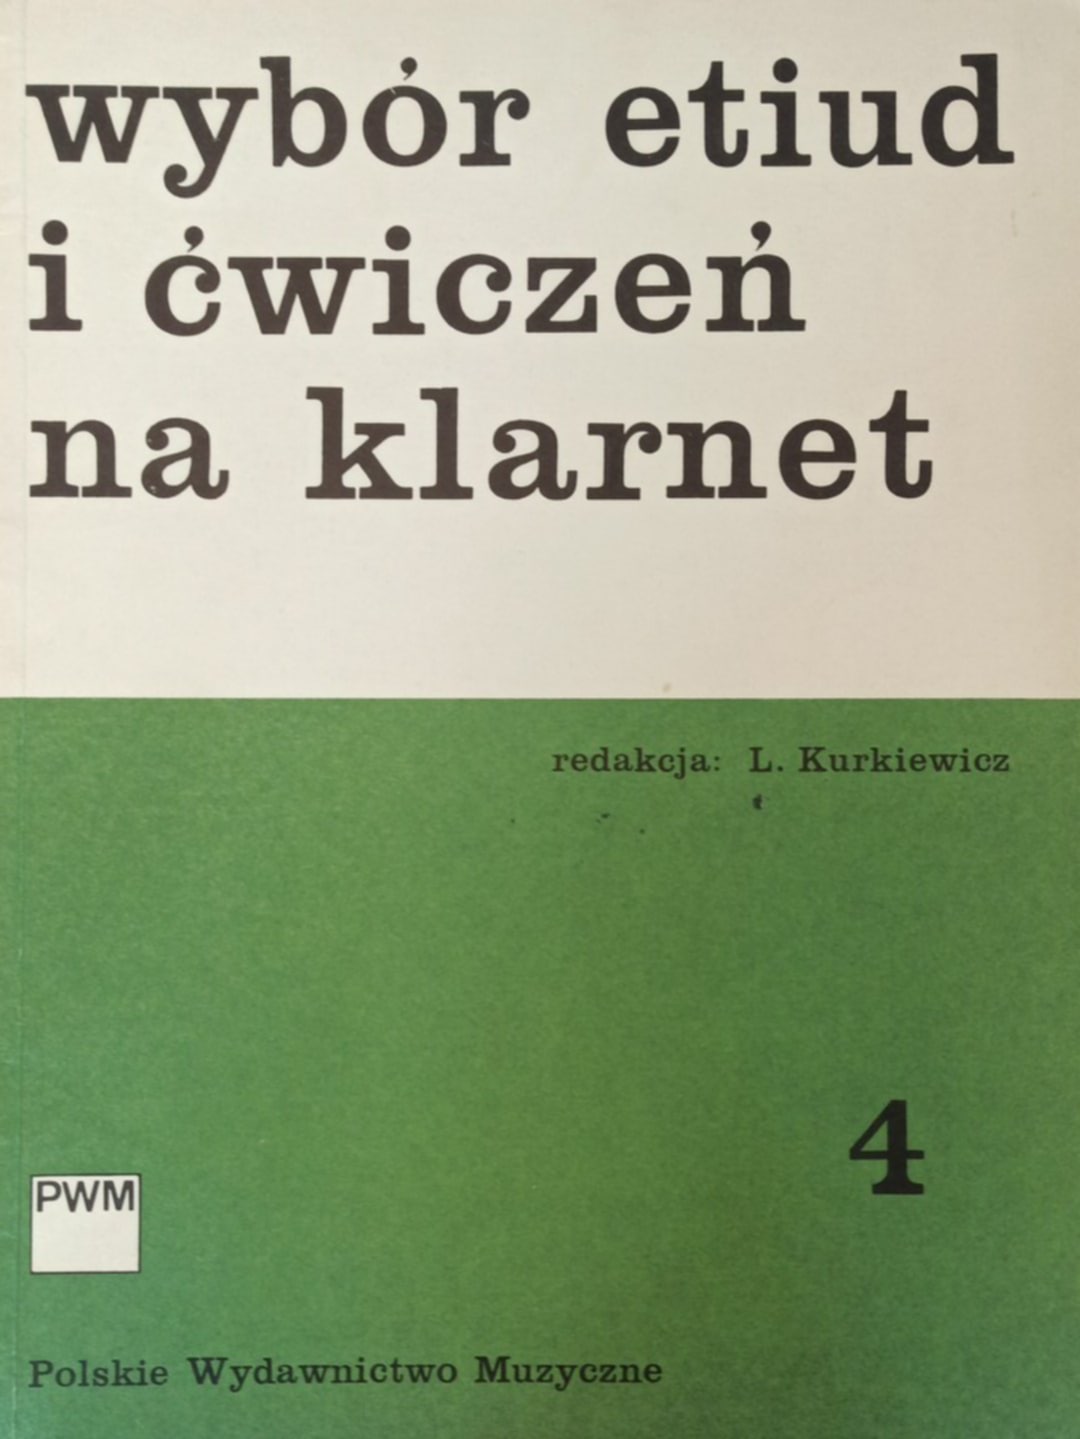 wybór etiud
i ćwiczeń
na klarnet
redakcja: L. Kurkiewicz
4
PWM
Polskie Wydawnictwo Muzyczne